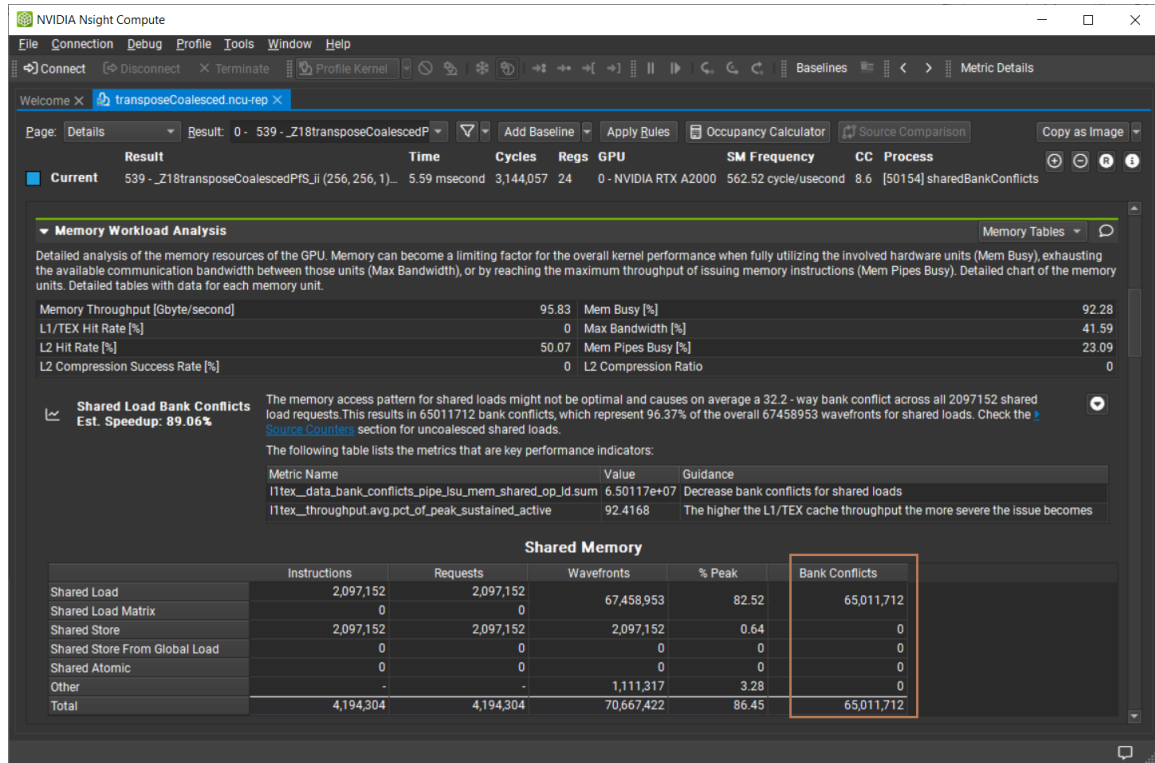 NVIDIA Nsight Compute
File Connection Debug Profile Tools Window Help
Connect Disconnect Terminate Profile Kernel Baselines Metric Details
Welcome transposeCoalesced.ncu-rep
Page: Details Result: 0 - 539 - _Z18transposeCoalescedP Add Baseline Apply Rules Occupancy Calculator Source Comparison Copy as Image
Result Time Cycles Regs GPU SM Frequency CC Process
Current 539 - _Z18transposeCoalescedPfS_ii (256, 256, 1)... 5.59 msecond 3,144,057 24 0 - NVIDIA RTX A2000 562.52 cycle/usecond 8.6 [50154] sharedBankConflicts
Memory Workload Analysis Memory Tables
Detailed analysis of the memory resources of the GPU. Memory can become a limiting factor for the overall kernel performance when fully utilizing the involved hardware units (Mem Busy), exhausting
the available communication bandwidth between those units (Max Bandwidth), or by reaching the maximum throughput of issuing memory instructions (Mem Pipes Busy). Detailed chart of the memory
units. Detailed tables with data for each memory unit.
Memory Throughput [Gbyte/second] 95.83 Mem Busy [%] 92.28
L1/TEX Hit Rate [%] 0 Max Bandwidth [%] 41.59
L2 Hit Rate [%] 50.07 Mem Pipes Busy [%] 23.09
L2 Compression Success Rate [%] 0 L2 Compression Ratio 0
Shared Load Bank Conflicts
Est. Speedup: 89.06%
The memory access pattern for shared loads might not be optimal and causes on average a 32.2 - way bank conflict across all 2097152 shared
load requests.This results in 65011712 bank conflicts, which represent 96.37% of the overall 67458953 wavefronts for shared loads. Check the
Source Counters section for uncoalesced shared loads.
The following table lists the metrics that are key performance indicators:
Metric Name Value Guidance
l1tex__data_bank_conflicts_pipe_lsu_mem_shared_op_ld.sum 6.50117e+07 Decrease bank conflicts for shared loads
l1tex__throughput.avg.pct_of_peak_sustained_active 92.4168 The higher the L1/TEX cache throughput the more severe the issue becomes
Shared Memory
Instructions Requests Wavefronts % Peak Bank Conflicts
Shared Load 2,097,152 2,097,152 67,458,953 82.52 65,011,712
Shared Load Matrix 0 0
Shared Store 2,097,152 2,097,152 2,097,152 0.64 0
Shared Store From Global Load 0 0 0 0 0
Shared Atomic 0 0 0 0 0
Other - - 1,111,317 3.28 0
Total 4,194,304 4,194,304 70,667,422 86.45 65,011,712